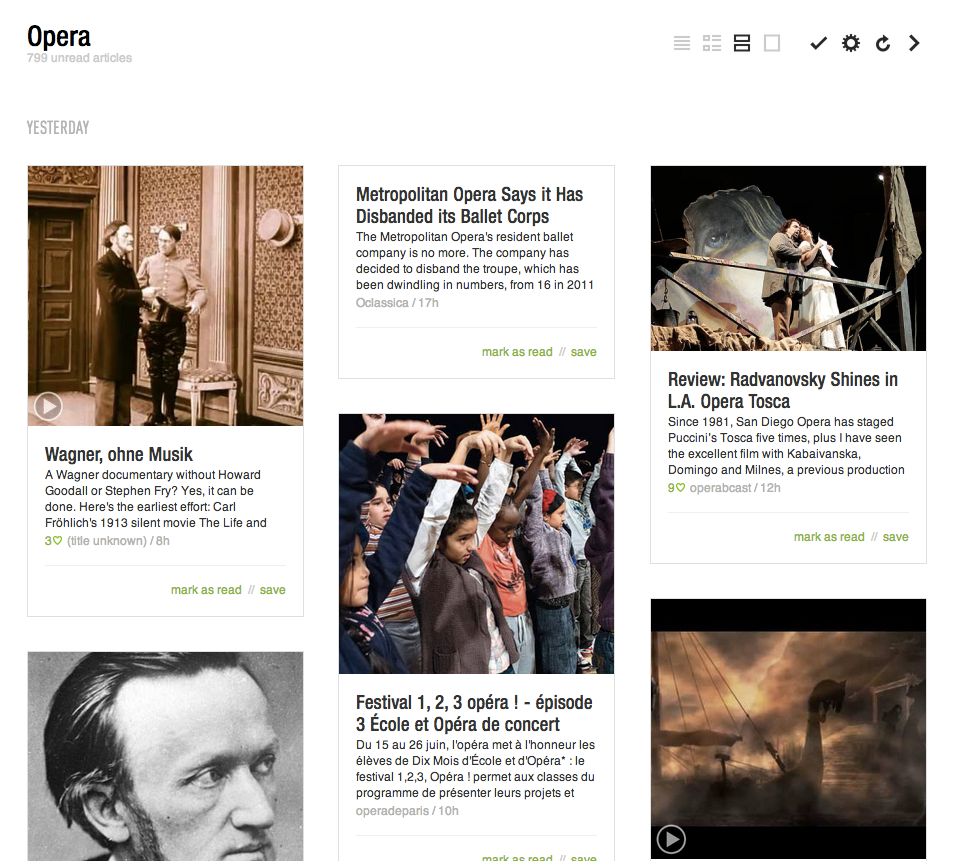 Opera
799 unread articles
YESTERDAY
Wagner, ohne Musik
A Wagner documentary without Howard
Goodall or Stephen Fry? Yes, it can be
done. Here's the earliest effort: Carl
Fröhlich's 1913 silent movie The Life and
3♡ (title unknown) / 8h
mark as read // save
Metropolitan Opera Says it Has
Disbanded its Ballet Corps
The Metropolitan Opera's resident ballet
company is no more. The company has
decided to disband the troupe, which has
been dwindling in numbers, from 16 in 2011
Oclassica / 17h
mark as read // save
Festival 1, 2, 3 opéra ! - épisode
3 École et Opéra de concert
Du 15 au 26 juin, l'opéra met à l'honneur les
élèves de Dix Mois d'École et d'Opéra* : le
festival 1,2,3, Opéra ! permet aux classes du
programme de présenter leurs projets et
operadeparis / 10h
mark as read // save
Review: Radvanovsky Shines in
L.A. Opera Tosca
Since 1981, San Diego Opera has staged
Puccini's Tosca five times, plus I have seen
the excellent film with Kabaivanska,
Domingo and Milnes, a previous production
9♡ operabcast / 12h
mark as read // save